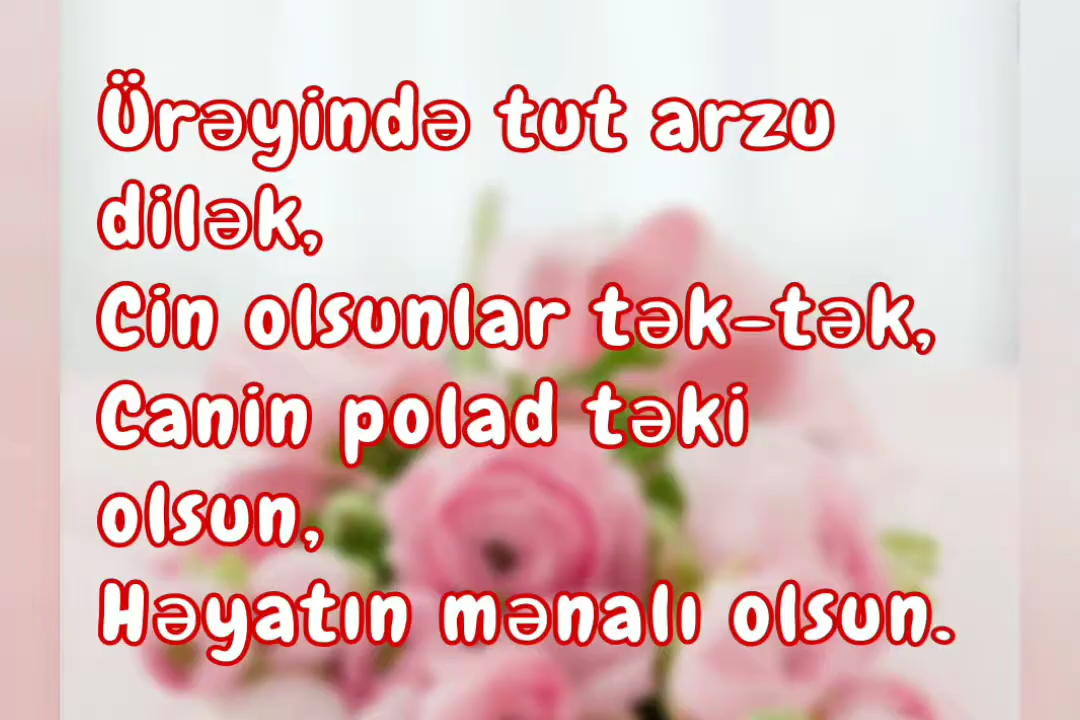 Ürəyində tut arzu
dilək,
Cin olsunlar tək-tək,
Canin polad təki
olsun,
Həyatın mənalı olsun.